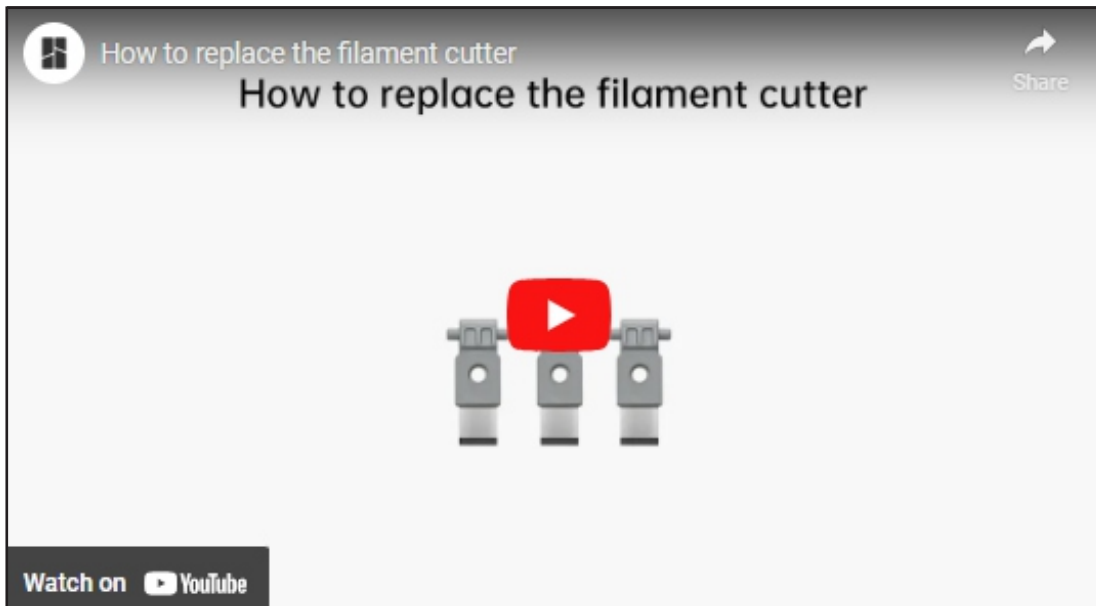 How to replace the filament cutter
Share
How to replace the filament cutter
Watch on YouTube